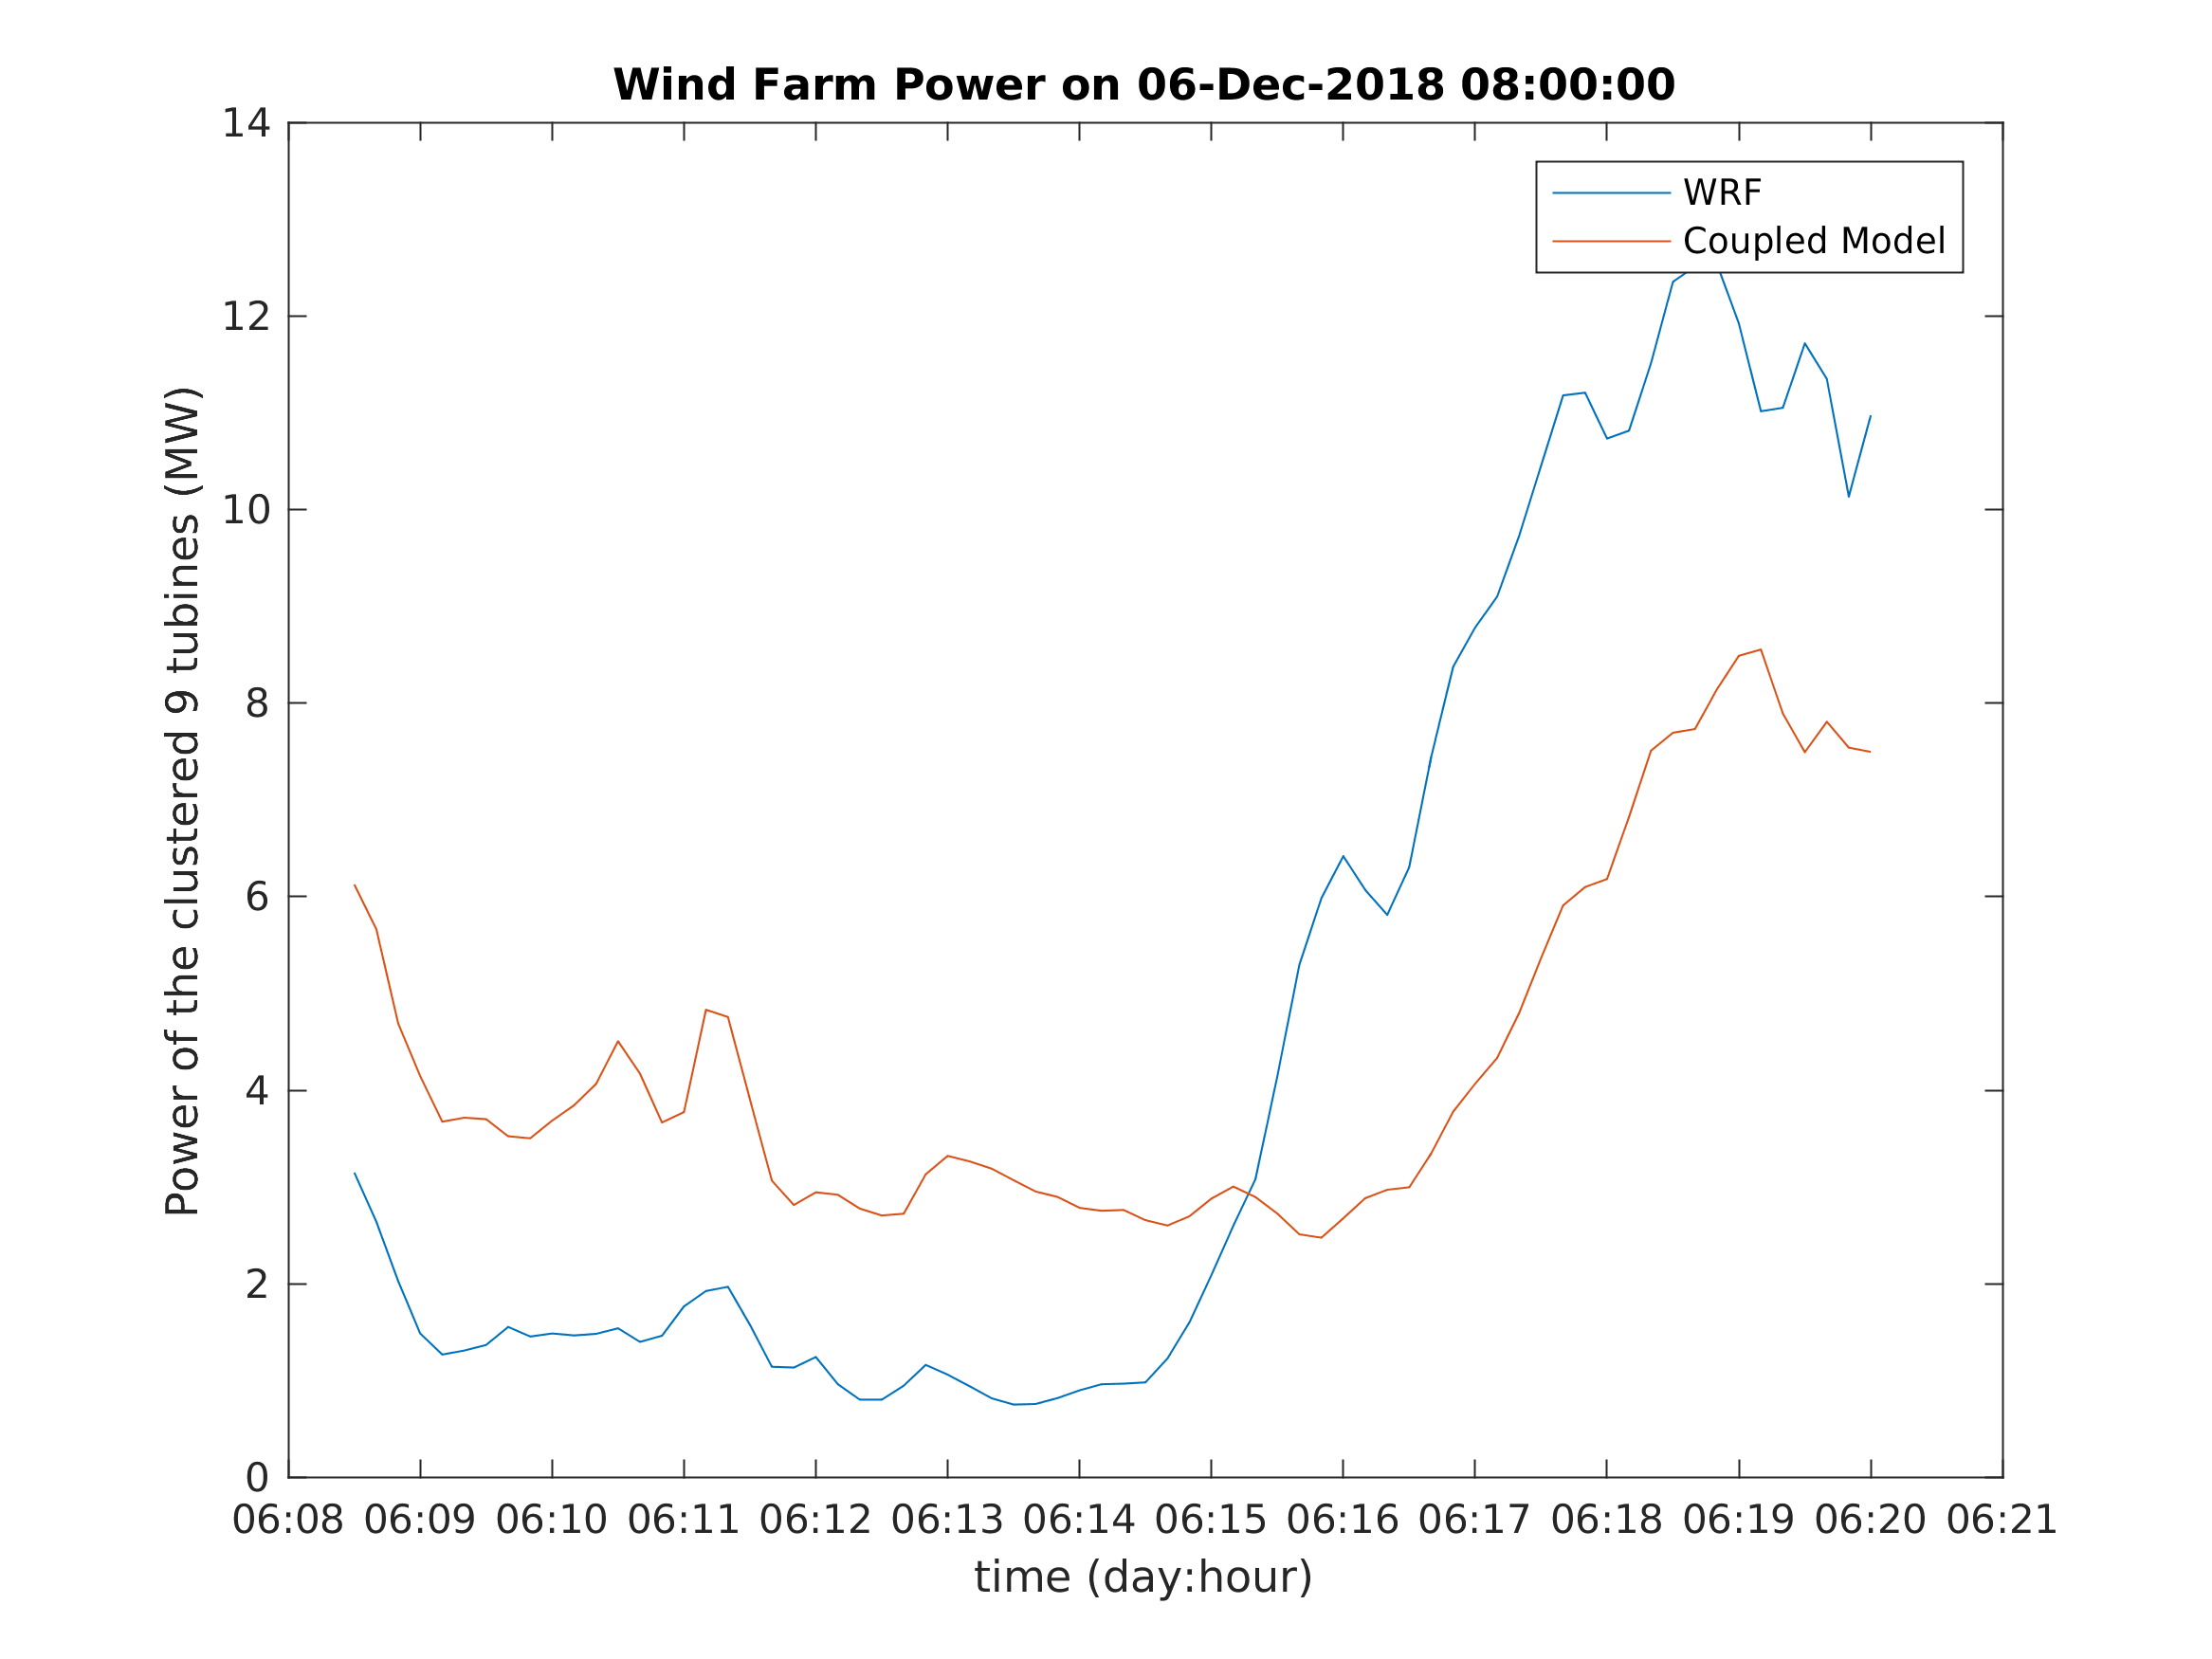 Wind Farm Power on 06-Dec-2018 08:00:00
WRF
Coupled Model
Power of the clustered 9 tubines (MW)
14
12
10
8
6
4
2
0
06:08 06:09 06:10 06:11 06:12 06:13 06:14 06:15 06:16 06:17 06:18 06:19 06:20 06:21
time (day:hour)